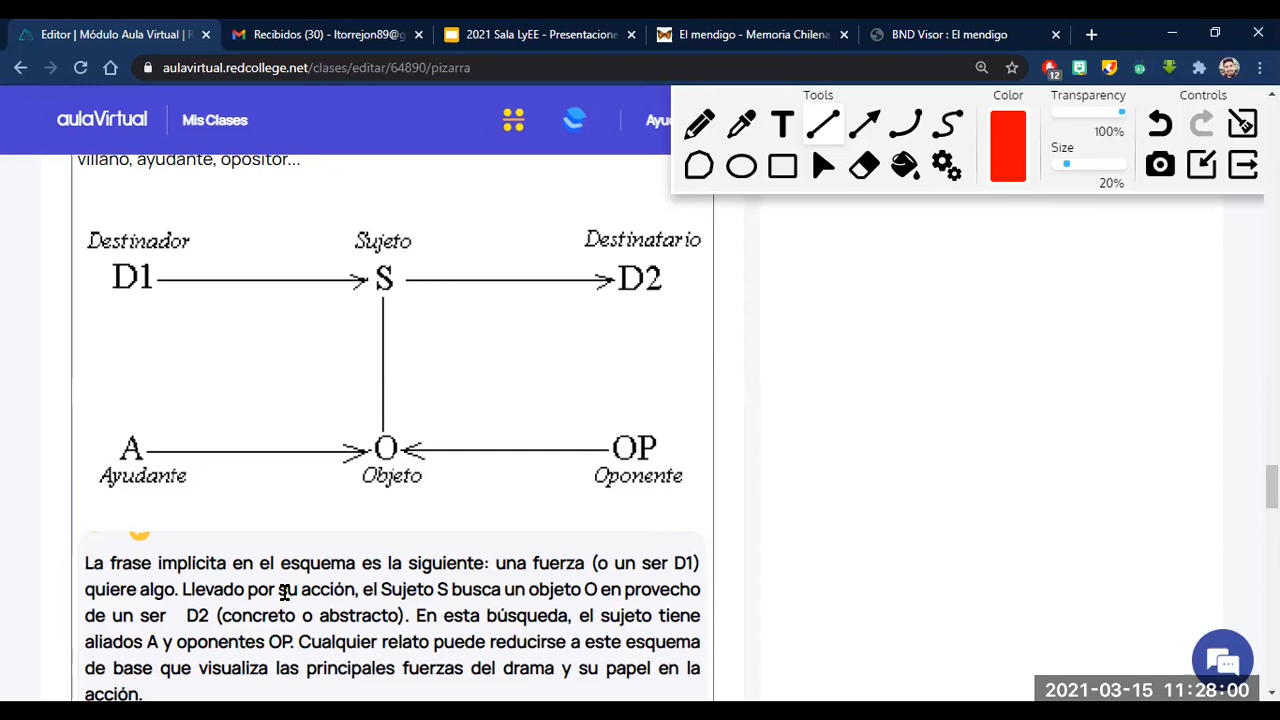 Editor | Módulo Aula Virtual | R
Recibidos (30) - ltorrejon89@g
2021 Sala LyEE - Presentacione
El mendigo - Memoria Chilena,
BND Visor : El mendigo
aulavirtual.redcollege.net/clases/editar/64890/pizarra
12
aulaVirtual
Mis Clases
Ayu
Tools
Color
Transparency
Controls
100%
Size
20%
villano, ayudante, opositor...
Destinador
Sujeto
Destinatario
D1
S
D2
A
O
OP
Ayudante
Objeto
Oponente
La frase implícita en el esquema es la siguiente: una fuerza (o un ser D1)
quiere algo. Llevado por su acción, el Sujeto S busca un objeto O en provecho
de un ser D2 (concreto o abstracto). En esta búsqueda, el sujeto tiene
aliados A y oponentes OP. Cualquier relato puede reducirse a este esquema
de base que visualiza las principales fuerzas del drama y su papel en la
acción.
2021-03-15 11:28:00